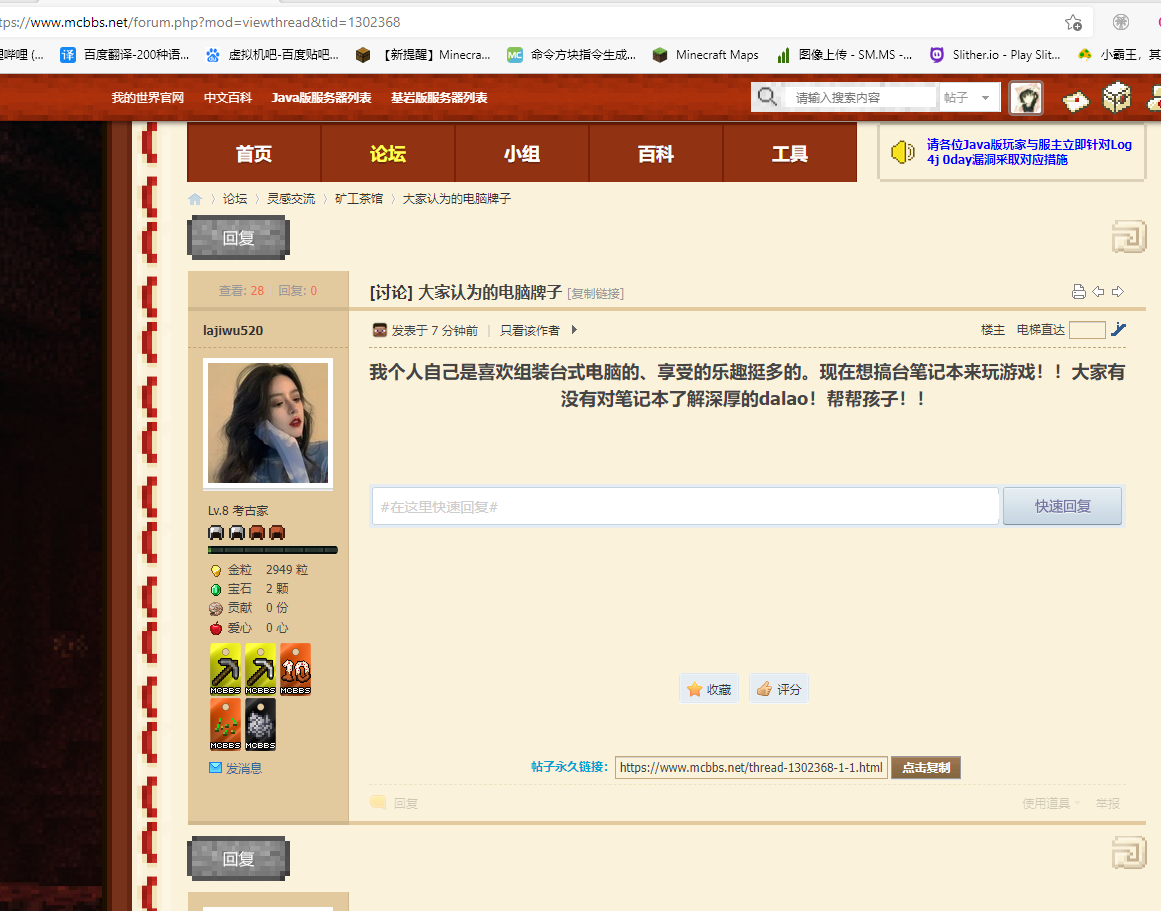 tps://www.mcbbs.net/forum.php?mod=viewthread&tid=1302368
哩哔哩 (... 译 百度翻译-200种语... 虚拟机吧-百度贴吧... 【新提醒】Minecra... MC 命令方块指令生成... Minecraft Maps 图像上传 - SM.MS -... Slither.io - Play Slit... 小霸王，其
我的世界官网 中文百科 Java版服务器列表 基岩版服务器列表 请输入搜索内容 帖子
首页 论坛 小组 百科 工具
请各位Java版玩家与服主立即针对Log
4j 0day漏洞采取对应措施
论坛 灵感交流 矿工茶馆 大家认为的电脑牌子
回复
查看: 28 回复: 0
[讨论] 大家认为的电脑牌子 [复制链接]
lajiwu520
发表于 7 分钟前 | 只看该作者
楼主 电梯直达
我个人自己是喜欢组装台式电脑的、享受的乐趣挺多的。现在想搞台笔记本来玩游戏！！大家有
没有对笔记本了解深厚的dalao！帮帮孩子！！
#在这里快速回复# 快速回复
Lv.8 考古家
金粒 2949 粒
宝石 2 颗
贡献 0 份
爱心 0 心
MCBBS MCBBS 10 MCBBS
MCBBS MCBBS
发消息
收藏 评分
帖子永久链接: https://www.mcbbs.net/thread-1302368-1-1.html 点击复制
回复 使用道具 举报
回复